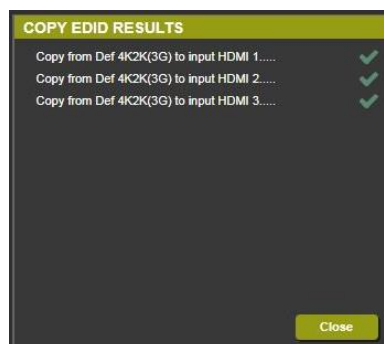 COPY EDID RESULTS
Copy from Def 4K2K(3G) to input HDMI 1.....
Copy from Def 4K2K(3G) to input HDMI 2.....
Copy from Def 4K2K(3G) to input HDMI 3.....
Close